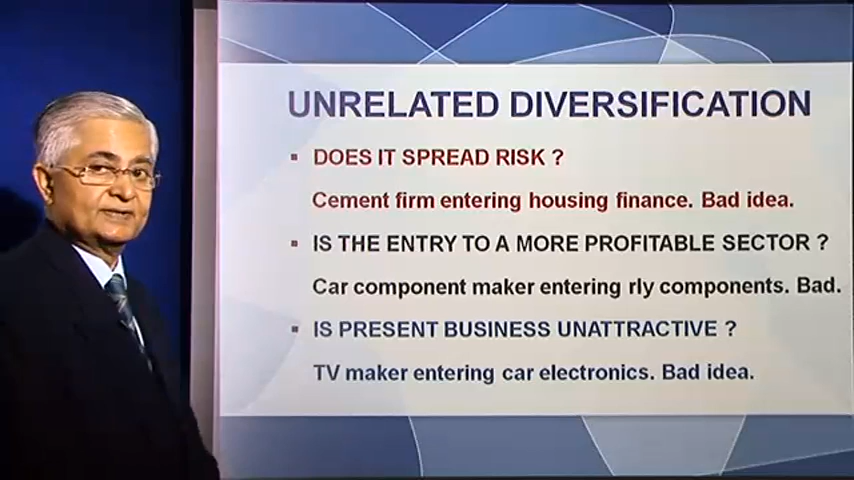 UNRELATED DIVERSIFICATION
DOES IT SPREAD RISK ?
Cement firm entering housing finance. Bad idea.
IS THE ENTRY TO A MORE PROFITABLE SECTOR ?
Car component maker entering rly components. Bad.
IS PRESENT BUSINESS UNATTRACTIVE ?
TV maker entering car electronics. Bad idea.